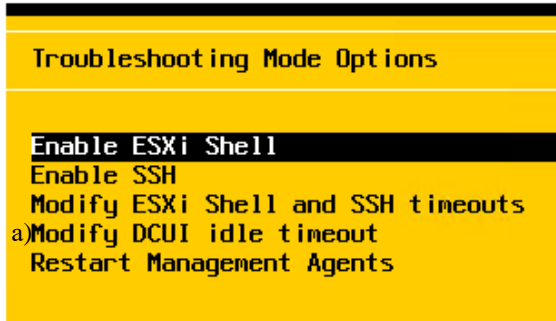 Troubleshooting Mode Options
Enable ESXi Shell
Enable SSH
Modify ESXi Shell and SSH timeouts
a)Modify DCUI idle timeout
Restart Management Agents